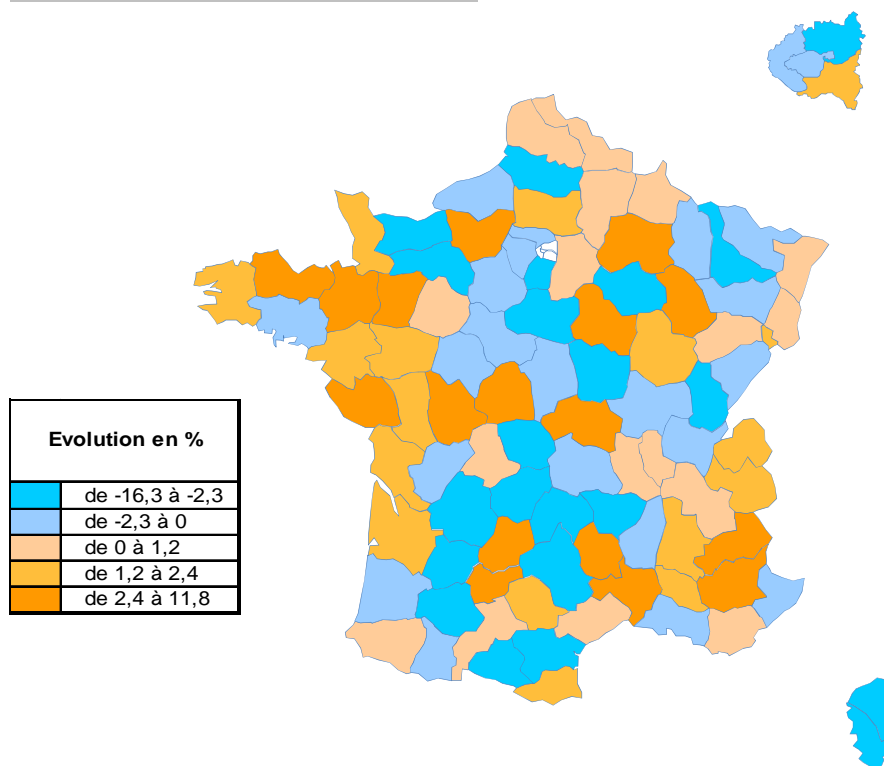 Evolution en %
de -16,3 à -2,3
de -2,3 à 0
de 0 à 1,2
de 1,2 à 2,4
de 2,4 à 11,8